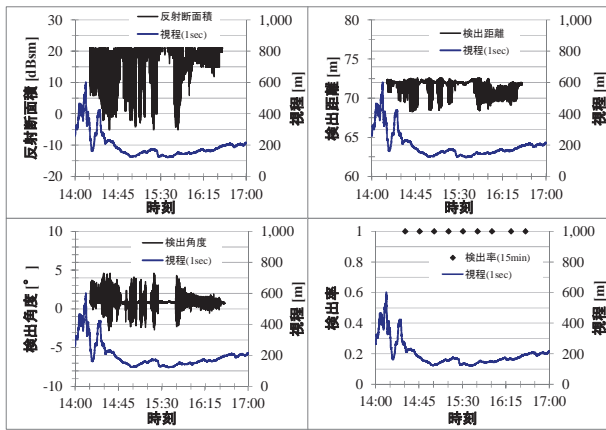 反射断面積
視程(1sec)
30
20
10
0
-10
-20
反射断面積 [dBsm]
1,000
800
600
400
200
0
視程 [m]
14:00 14:45 15:30 16:15 17:00
時刻
検出距離
視程(1sec)
80
75
70
65
60
検出距離 [m]
1,000
800
600
400
200
0
視程 [m]
14:00 14:45 15:30 16:15 17:00
時刻
検出角度
視程(1sec)
10
5
0
-5
-10
検出角度 [°]
1,000
800
600
400
200
0
視程 [m]
14:00 14:45 15:30 16:15 17:00
時刻
検出率(15min)
視程(1sec)
1
0.8
0.6
0.4
0.2
0
検出率
1,000
800
600
400
200
0
視程 [m]
14:00 14:45 15:30 16:15 17:00
時刻